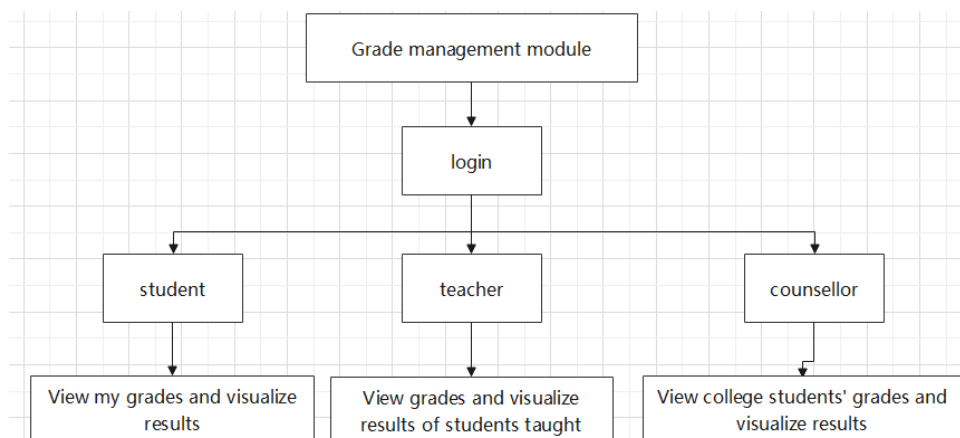 Grade management module
login
student
teacher
counsellor
View my grades and visualize
results
View grades and visualize
results of students taught
View college students' grades and
visualize results